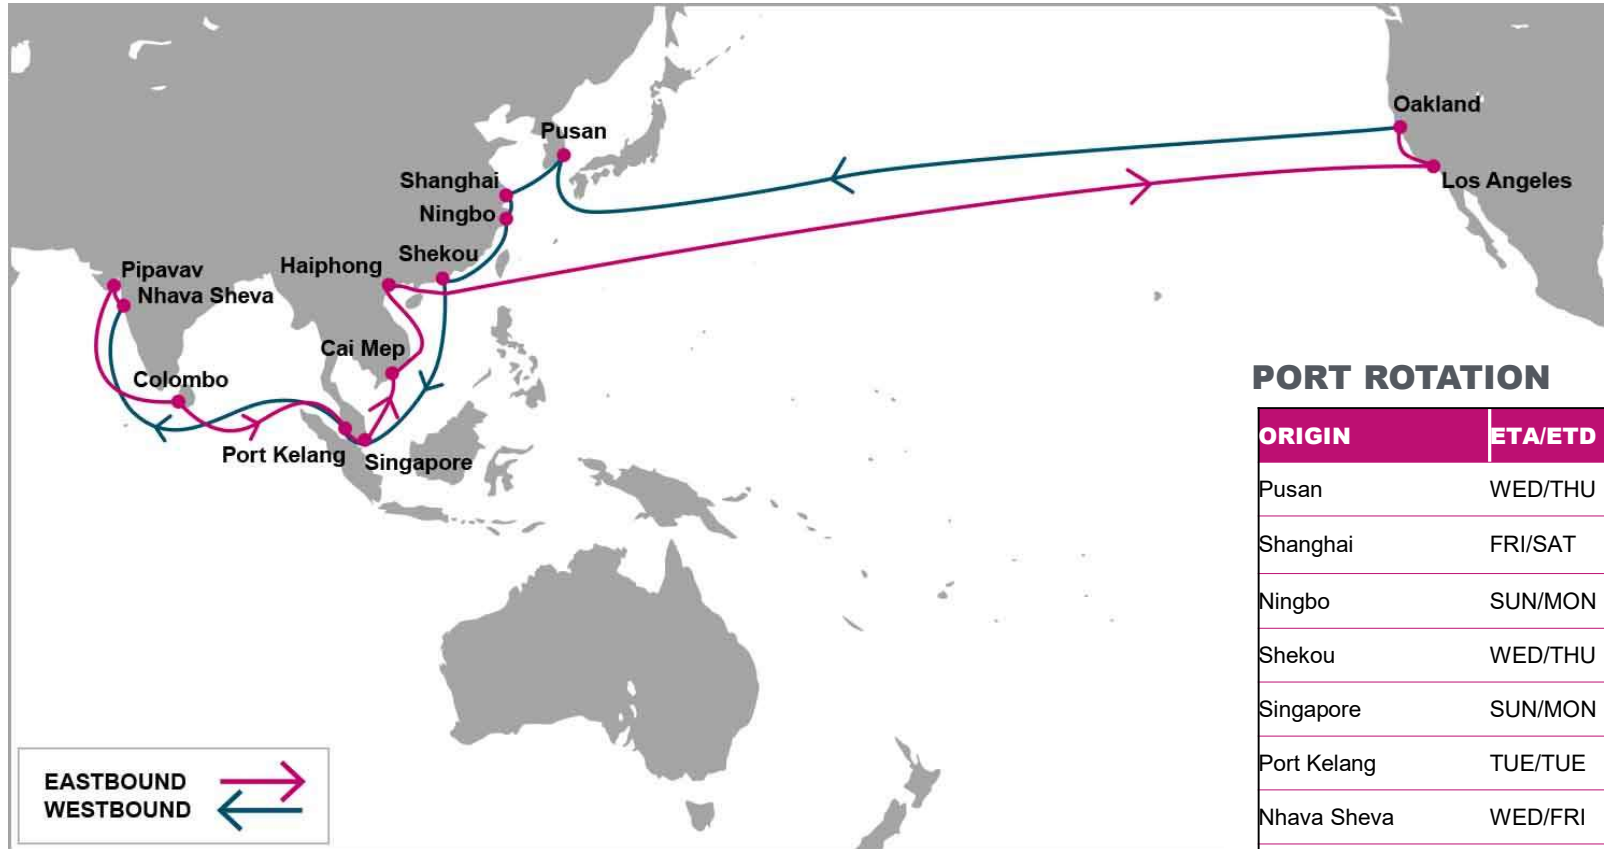 Oakland
Pusan
Shanghai
Los Angeles
Ningbo
Shekou
Haiphong
Pipavav
Nhava Sheva
Cai Mep
Colombo
Port Kelang
Singapore
EASTBOUND
WESTBOUND
PORT ROTATION
ORIGIN ETA/ETD
Pusan WED/THU
Shanghai FRI/SAT
Ningbo SUN/MON
Shekou WED/THU
Singapore SUN/MON
Port Kelang TUE/TUE
Nhava Sheva WED/FRI